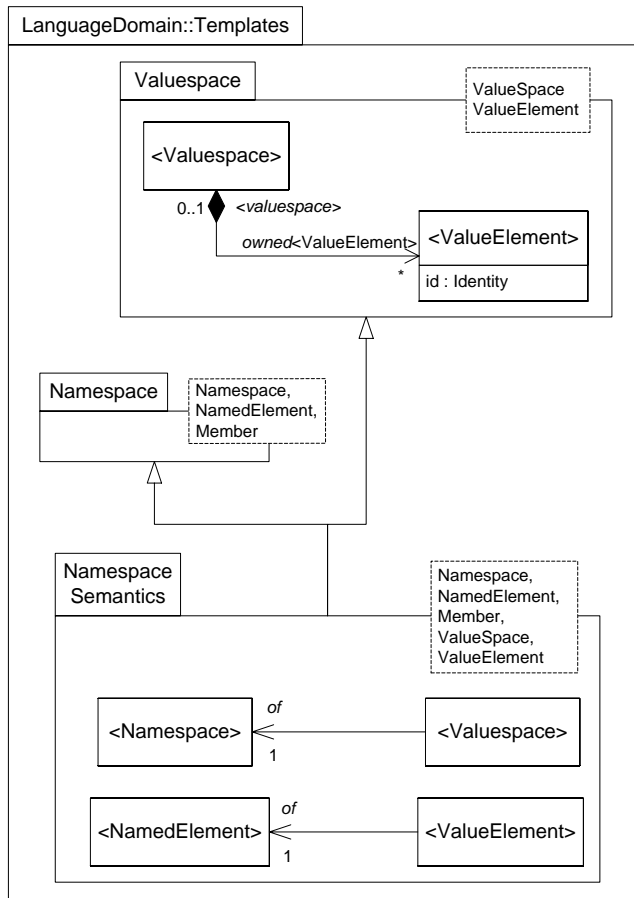 LanguageDomain::Templates
Valuespace
ValueSpace
ValueElement
<Valuespace>
0..1
<valuespace>
owned<ValueElement>
*
<ValueElement>
id : Identity
Namespace
Namespace,
NamedElement,
Member
Namespace
Semantics
Namespace,
NamedElement,
Member,
ValueSpace,
ValueElement
<Namespace>
of
1
<Valuespace>
<NamedElement>
of
1
<ValueElement>